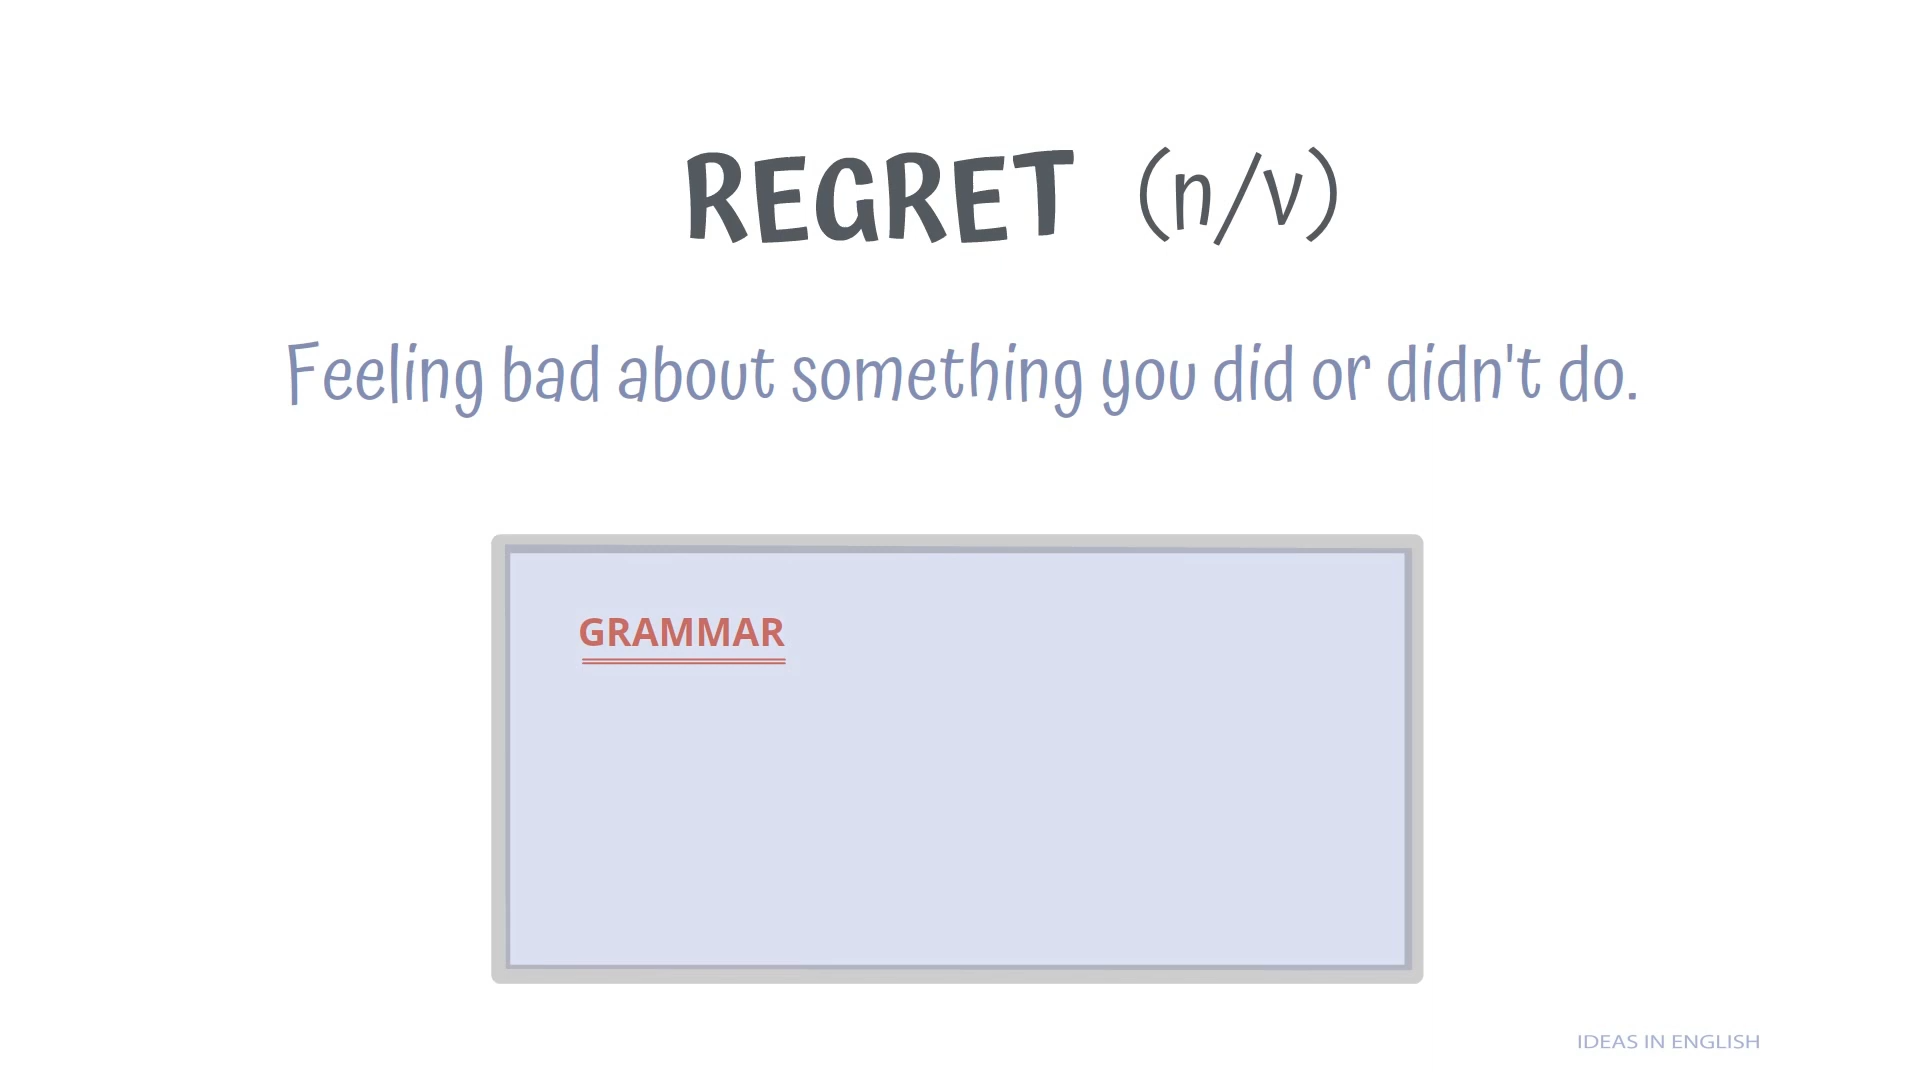 REGRET (n/v)
Feeling bad about something you did or didn't do.
GRAMMAR
IDEAS IN ENGLISH